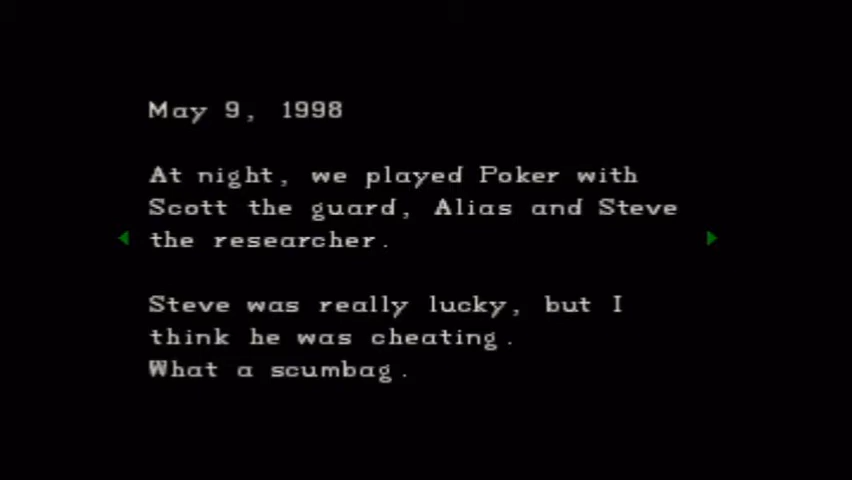 May 9, 1998
At night, we played Poker with
Scott the guard, Alias and Steve
the researcher.
Steve was really lucky, but I
think he was cheating.
What a scumbag.